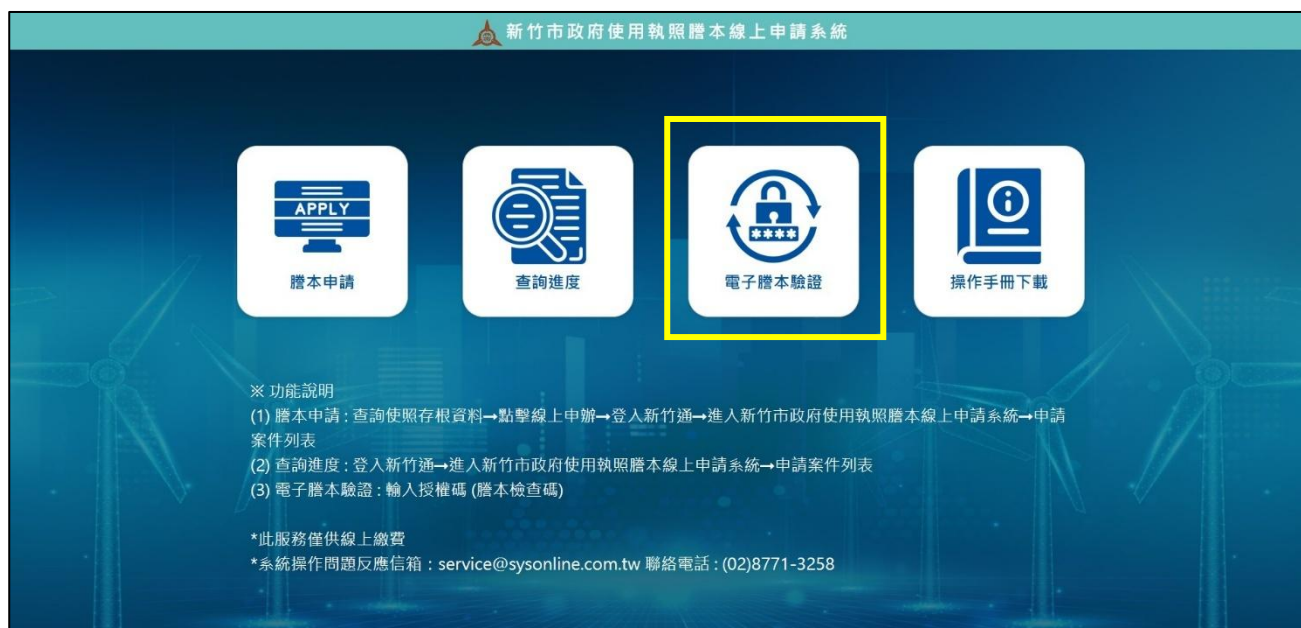 新竹市政府使用執照謄本線上申請系統
APPLY
謄本申請
查詢進度
****
電子謄本驗證
操作手冊下載
※ 功能說明
(1) 謄本申請 : 查詢使照存根資料→點擊線上申辦→登入新竹通→進入新竹市政府使用執照謄本線上申請系統→申請
案件列表
(2) 查詢進度 : 登入新竹通→進入新竹市政府使用執照謄本線上申請系統→申請案件列表
(3) 電子謄本驗證 : 輸入授權碼 (謄本檢查碼)
*此服務僅供線上繳費
*系統操作問題反應信箱：service@sysonline.com.tw 聯絡電話 : (02)8771-3258